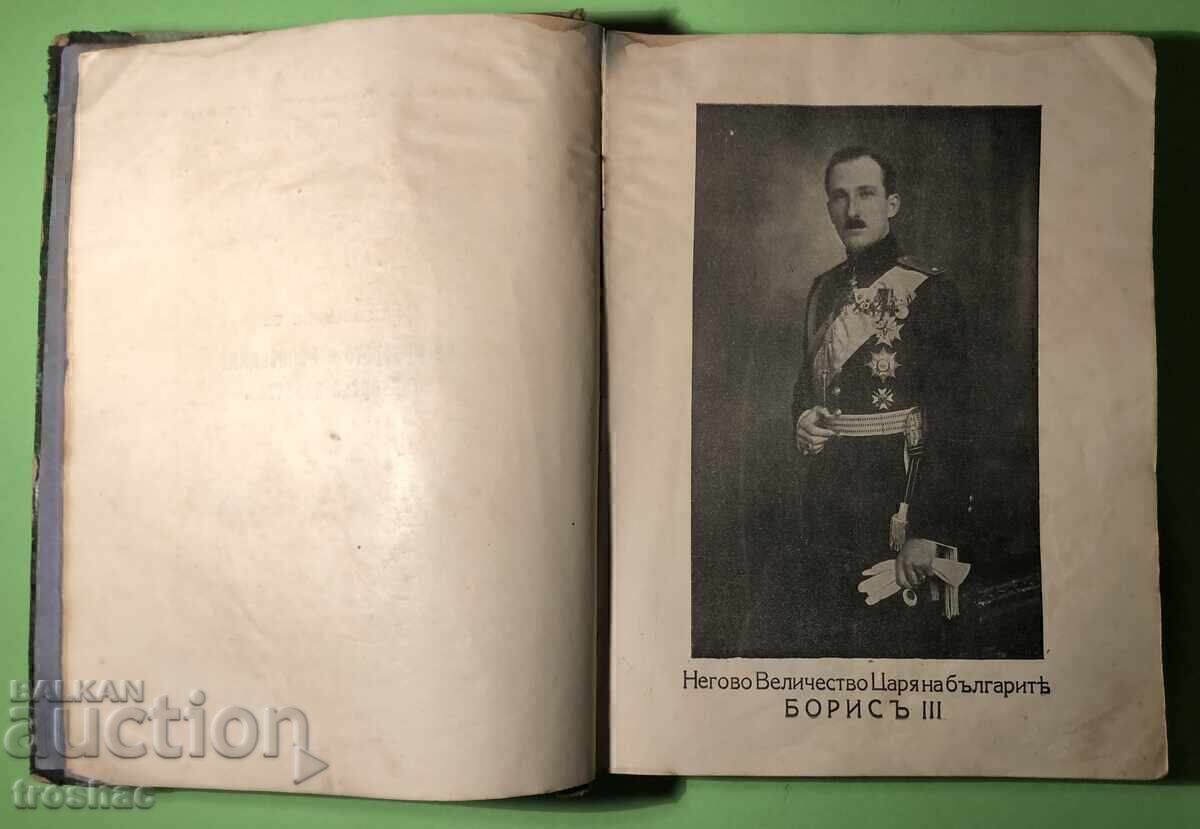 Негово Величество Царя на българитѣ
БОРИСЪ III
BALKAN
auction
troshac